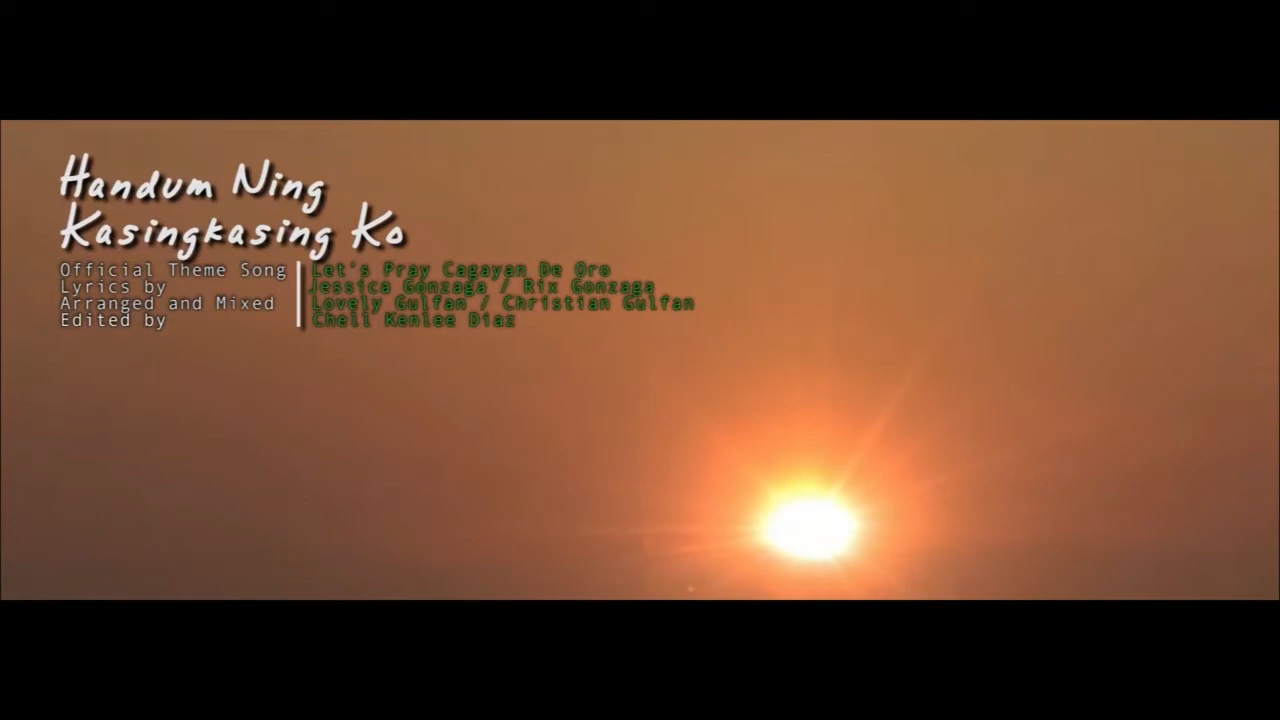 Handum Ning
Kasingkasing Ko
Official Theme Song | Let's Pray Cagayan De Oro
Lyrics by | Jessica Gonzaga / Rix Gonzaga
Arranged and Mixed | Lovely Gulfan / Christian Gulfan
Edited by | Chell Kenlee Diaz